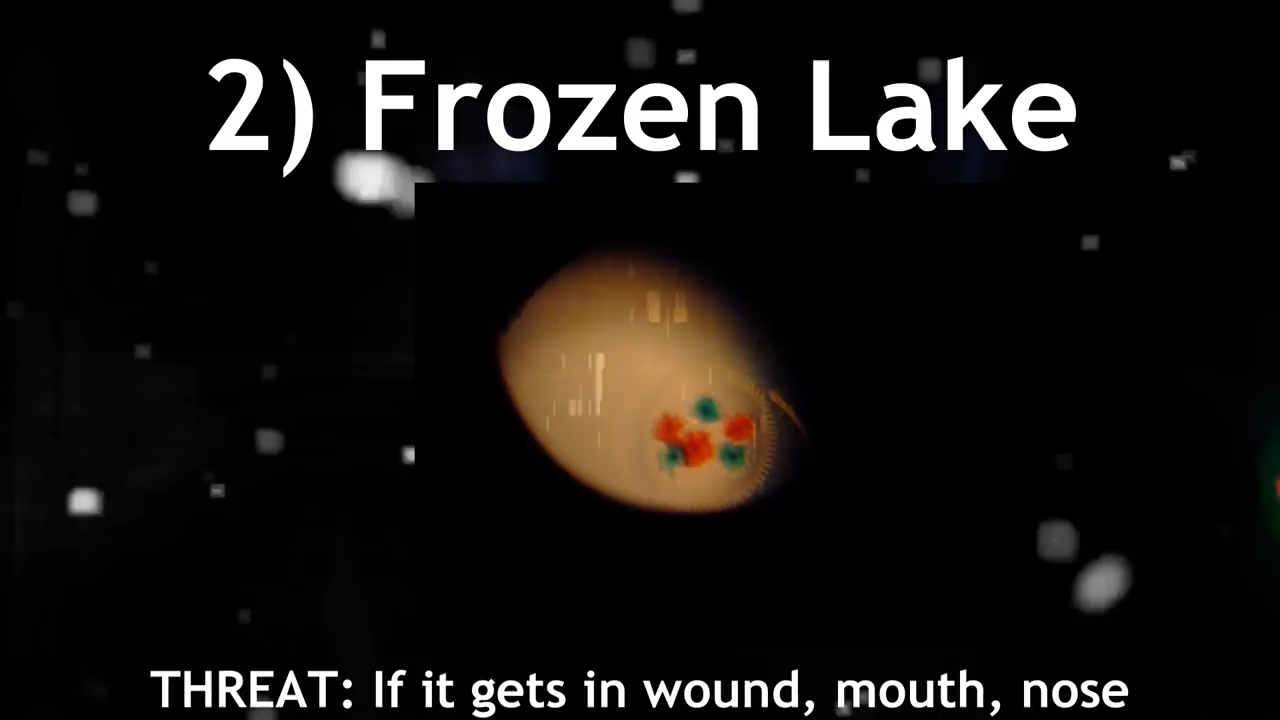 2) Frozen Lake
THREAT: If it gets in wound, mouth, nose